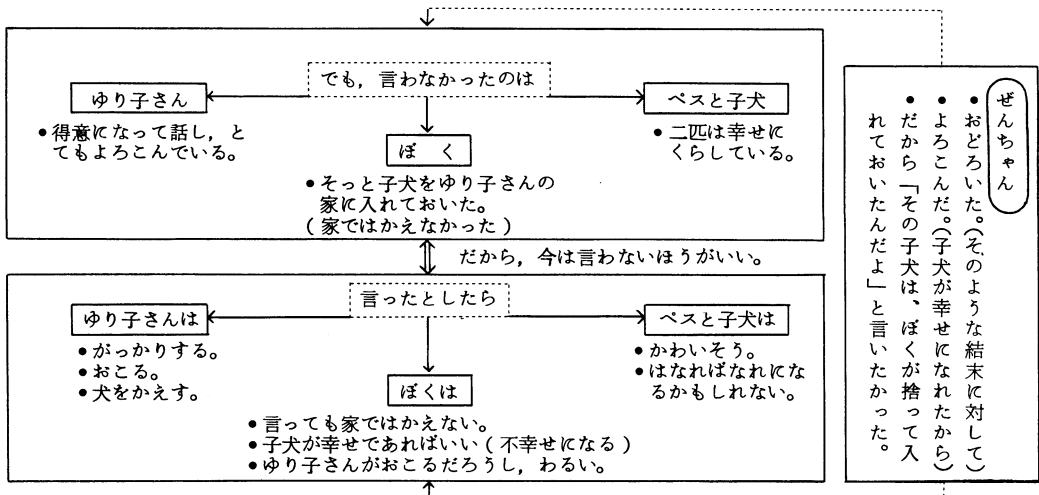 でも，言わなかったのは
ゆり子さん
•得意になって話し，と
てもよろこんでいる。
ぼく
•そっと子犬をゆり子さんの
家に入れておいた。
(家ではかえなかった)
ペスと子犬
•二匹は幸せに
くらしている。
だから，今は言わないほうがいい。
言ったとしたら
ゆり子さんは
•がっかりする。
•おこる。
•犬をかえす。
ぼくは
•言っても家ではかえない。
•子犬が幸せであればいい(不幸せになる)
•ゆり子さんがおこるだろうし，わるい。
ペスと子犬は
•かわいそう。
•はなればなれにな
るかもしれない。
ぜんちゃん
•おどろいた。(そのような結末に対して)
•よろこんだ。(子犬が幸せになれたから)
•だから「その子犬は、ぼくが捨って入
れておいたんだよ」と言いたかった。